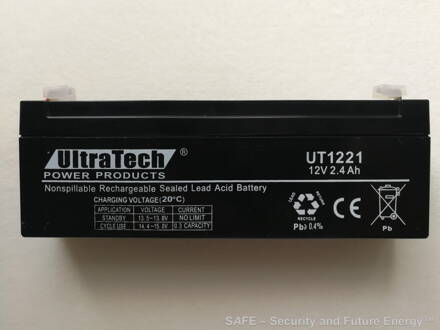 UltraTech ®
POWER PRODUCTS
UT1221
12V 2.4Ah
Nonspillable Rechargeable Sealed Lead Acid Battery
CHARGING VOLTAGE (20°C)
APPLICATION VOLTAGE CURRENT
STANDBY 13.5~13.8V NO LIMIT
CYCLE USE 14.4~15.0V 0.3 CAPACITY
LEAD
RECYCLE
Pb> 0.4%
Pb
SAFE – Security and Future Energy